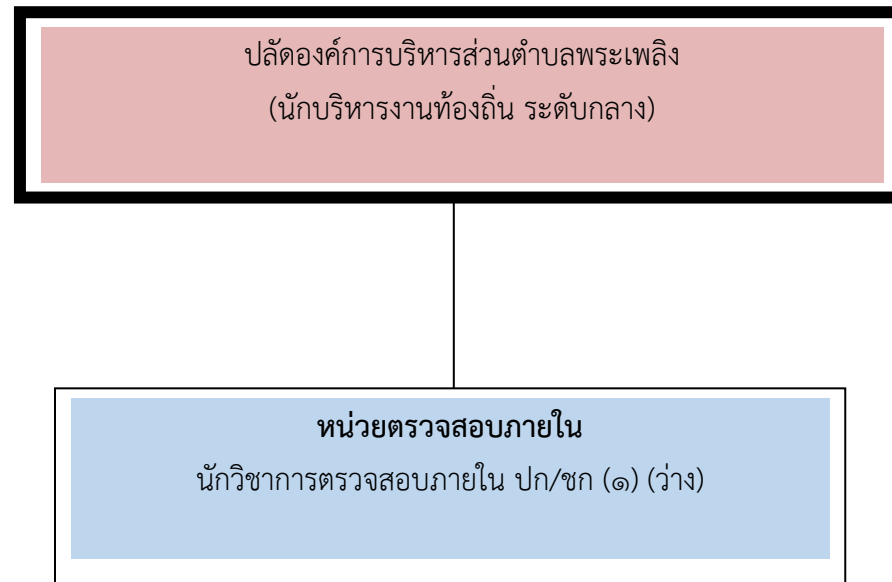 ปลัดองค์การบริหารส่วนตำบลพระเพลิง
(นักบริหารงานท้องถิ่น ระดับกลาง)
หน่วยตรวจสอบภายใน
นักวิชาการตรวจสอบภายใน ปก/ชก (๑) (ว่าง)